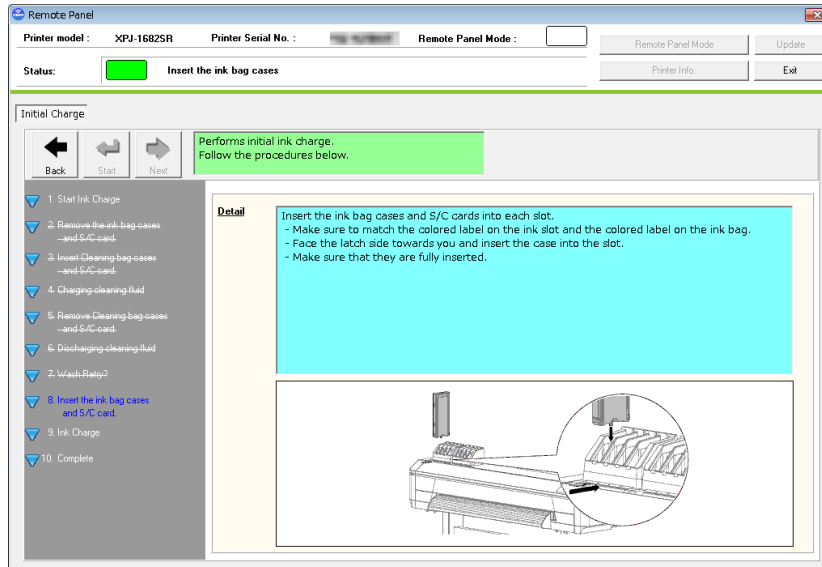 Remote Panel
Printer model : XPJ-1682SR Printer Serial No. : Remote Panel Mode :
Remote Panel Mode Update
Status: Insert the ink bag cases
Printer Info. Exit
Initial Charge
Back Start Next
Performs initial ink charge.
Follow the procedures below.
1. Start Ink Charge
2. Remove the ink bag cases
and S/C card.
3. Insert Cleaning bag cases
and S/C card.
4. Charging cleaning fluid
5. Remove Cleaning bag cases
and S/C card.
6. Discharging cleaning fluid
7. Wash Retry?
8. Insert the ink bag cases
and S/C card.
9. Ink Charge
10. Complete
Detail
Insert the ink bag cases and S/C cards into each slot.
- Make sure to match the colored label on the ink slot and the colored label on the ink bag.
- Face the latch side towards you and insert the case into the slot.
- Make sure that they are fully inserted.